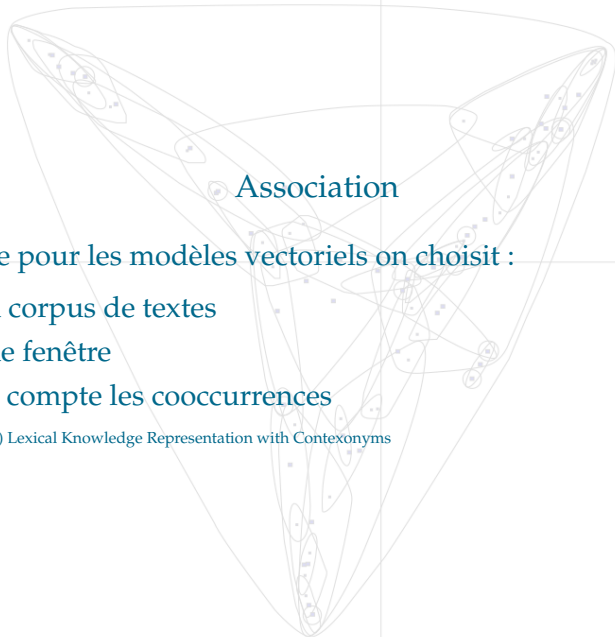 Association
pour les modèles vectoriels on choisit :
corpus de textes
fenêtre
compte les cooccurrences
) Lexical Knowledge Representation with Contexonyms